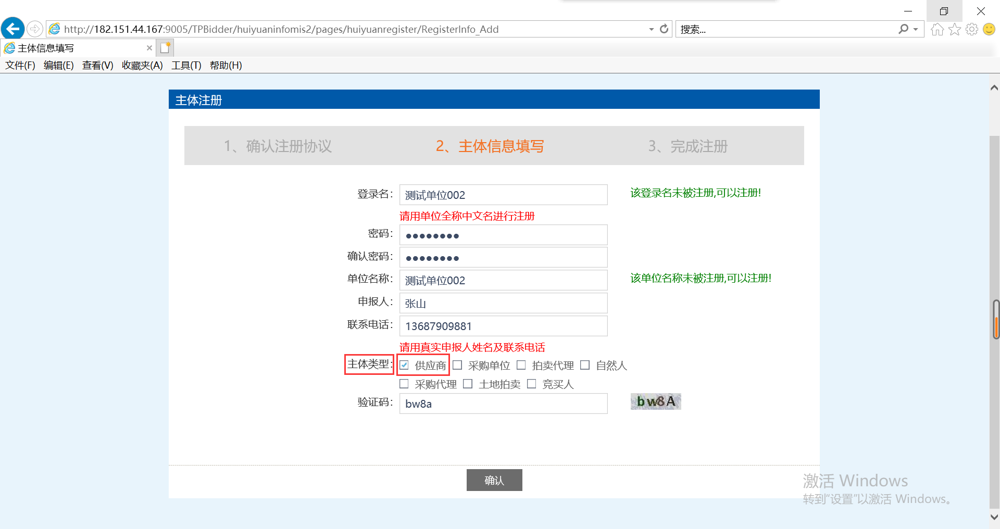 http://182.151.44.167:9005/TPBidder/huiyuaninfomis2/pages/huiyuanregister/RegisterInfo_Add
搜索...
主体信息填写
文件(F) 编辑(E) 查看(V) 收藏夹(A) 工具(T) 帮助(H)
主体注册
1、确认注册协议 2、主体信息填写 3、完成注册
登录名: 测试单位002 该登录名未被注册,可以注册!
请用单位全称中文名进行注册
密码: ●●●●●●●●
确认密码: ●●●●●●●●
单位名称: 测试单位002 该单位名称未被注册,可以注册!
申报人: 张山
联系电话: 13687909881
请用真实申报人姓名及联系电话
主体类型: 供应商 采购单位 拍卖代理 自然人
采购代理 土地拍卖 竞买人
验证码: bw8a bw8A
确认
激活 Windows
转到“设置”以激活 Windows。